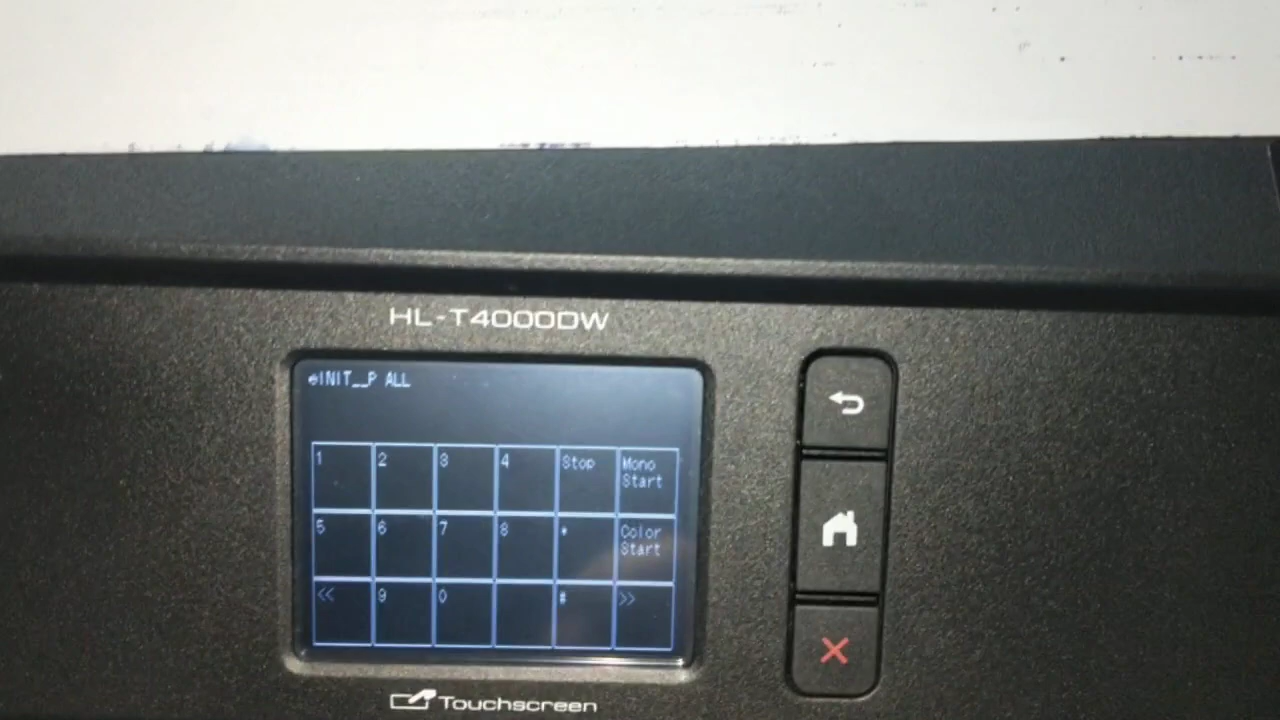 HL-T4000DW
INIT__P ALL
1 2 3 4 Stop Mono Start
5 6 7 8 * Color Start
<< 9 0 # >>
Touchscreen